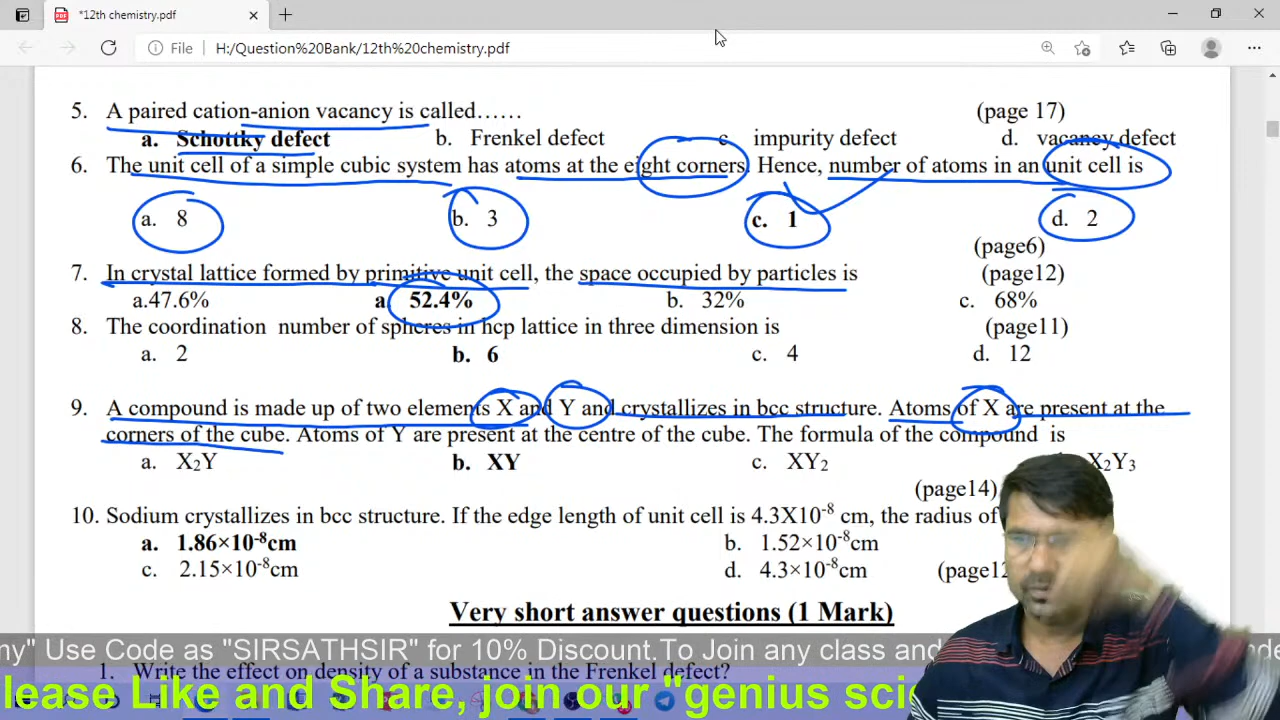 *12th chemistry.pdf
File H:/Question%20Bank/12th%20chemistry.pdf
5. A paired cation-anion vacancy is called…… (page 17)
a. Schottky defect b. Frenkel defect c impurity defect d. vacancy defect
6. The unit cell of a simple cubic system has atoms at the eight corners. Hence, number of atoms in an unit cell is
a. 8 b. 3 c. 1 d. 2
(page6)
7. In crystal lattice formed by primitive unit cell, the space occupied by particles is (page12)
a.47.6% a. 52.4% b. 32% c. 68%
8. The coordination number of spheres in hcp lattice in three dimension is (page11)
a. 2 b. 6 c. 4 d. 12
9. A compound is made up of two elements X and Y and crystallizes in bcc structure. Atoms of X are present at the
corners of the cube. Atoms of Y are present at the centre of the cube. The formula of the compound is
a. X₂Y b. XY c. XY₂ X₂Y₃
(page14)
10. Sodium crystallizes in bcc structure. If the edge length of unit cell is 4.3X10⁻⁸ cm, the radius of
a. 1.86×10⁻⁸cm b. 1.52×10⁻⁸cm
c. 2.15×10⁻⁸cm d. 4.3×10⁻⁸cm (page12
Very short answer questions (1 Mark)
my" Use Code as "SIRSATHSIR" for 10% Discount.To Join any class and
1. Write the effect on density of a substance in the Frenkel defect?
lease Like and Share, join our "genius sci